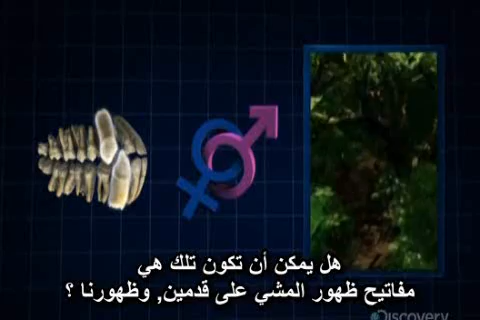 هل يمكن أن تكون تلك هي
مفاتيح ظهور المشي على قدمين, وظهورنا ؟
Discovery